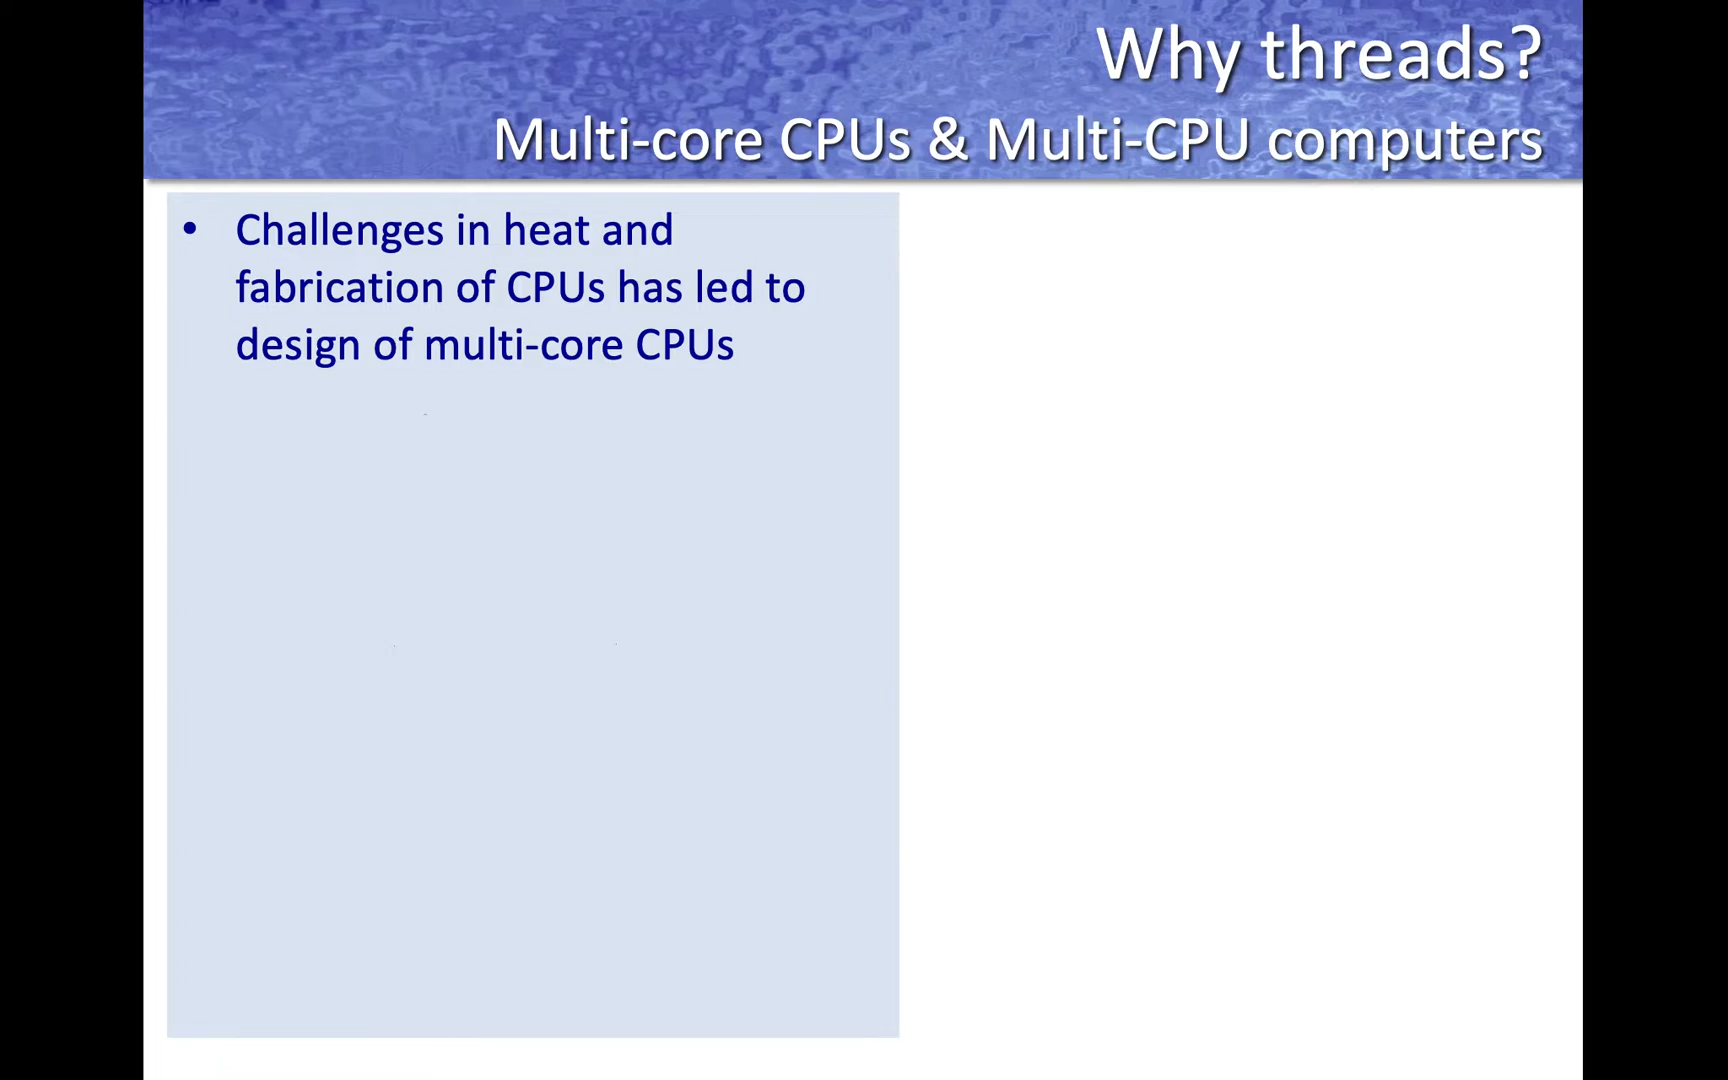 Why threads?
Multi-core CPUs & Multi-CPU computers
• Challenges in heat and
fabrication of CPUs has led to
design of multi-core CPUs